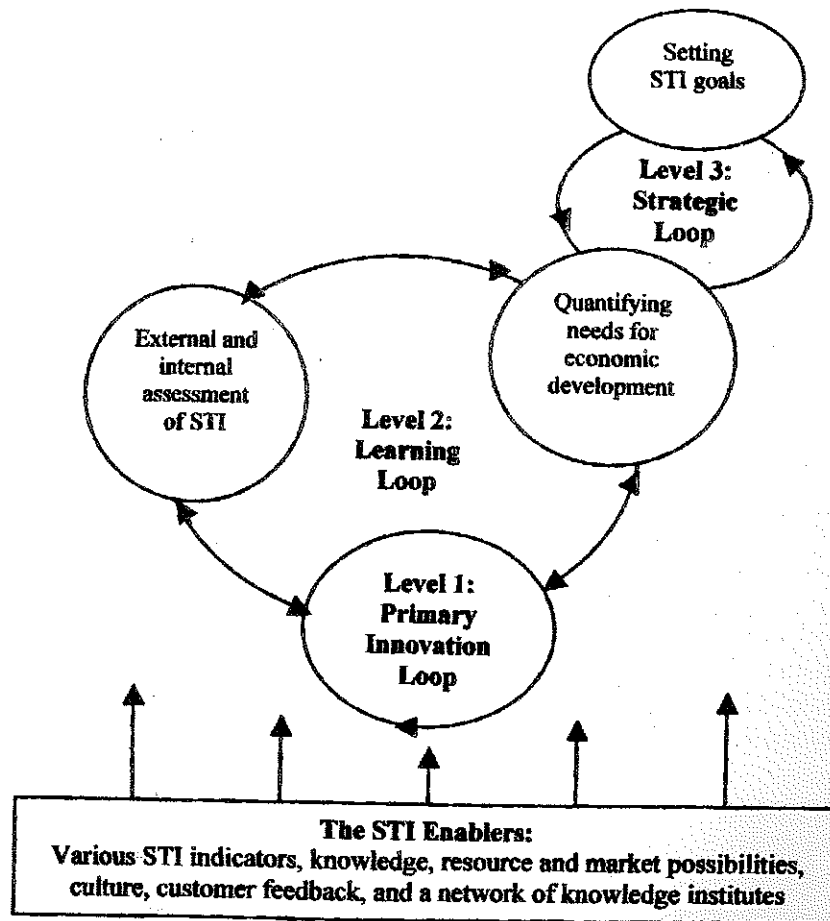 Setting
STI goals
Level 3:
Strategic
Loop
Quantifying
needs for
economic
development
External and
internal
assessment
of STI
Level 2:
Learning
Loop
Level 1:
Primary
Innovation
Loop
The STI Enablers:
Various STI indicators, knowledge, resource and market possibilities,
culture, customer feedback, and a network of knowledge institutes